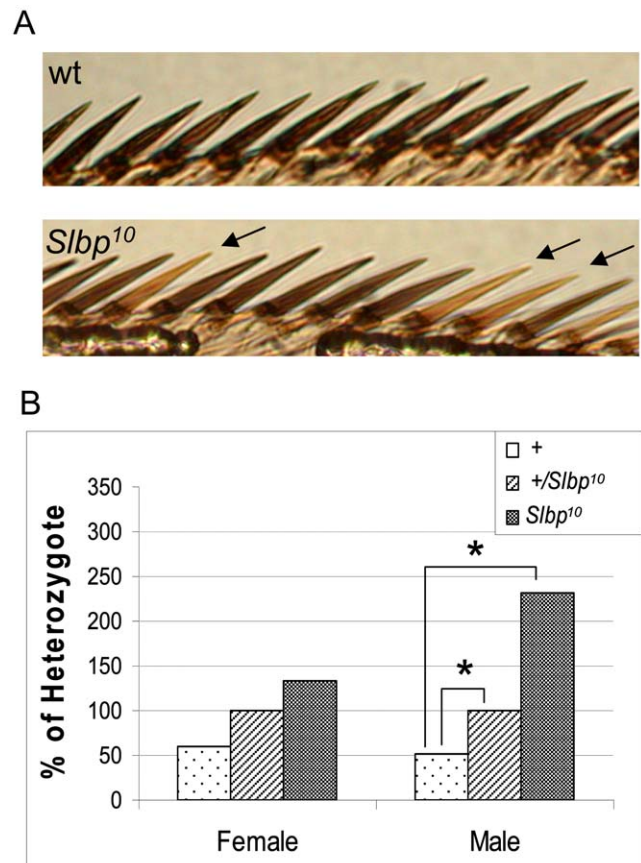 A
wt
Slbp¹⁰
B
+
+/Slbp¹⁰
Slbp¹⁰
% of Heterozygote
350
300
250
200
150
100
50
0
*
*
Female
Male